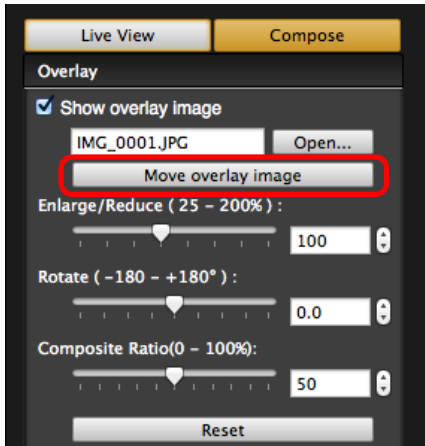 Live View Compose
Overlay
Show overlay image
IMG_0001.JPG Open...
Move overlay image
Enlarge/Reduce ( 25 – 200% ) :
100
Rotate ( –180 – +180° ) :
0.0
Composite Ratio(0 – 100%):
50
Reset